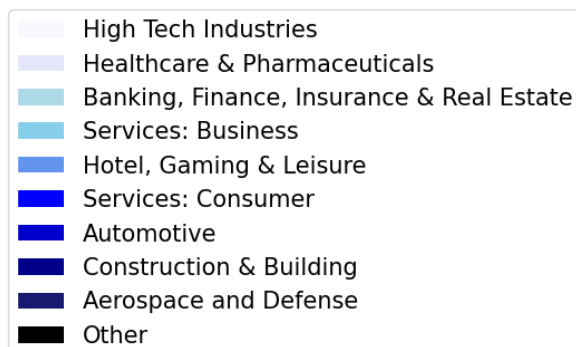 High Tech Industries
Healthcare & Pharmaceuticals
Banking, Finance, Insurance & Real Estate
Services: Business
Hotel, Gaming & Leisure
Services: Consumer
Automotive
Construction & Building
Aerospace and Defense
Other